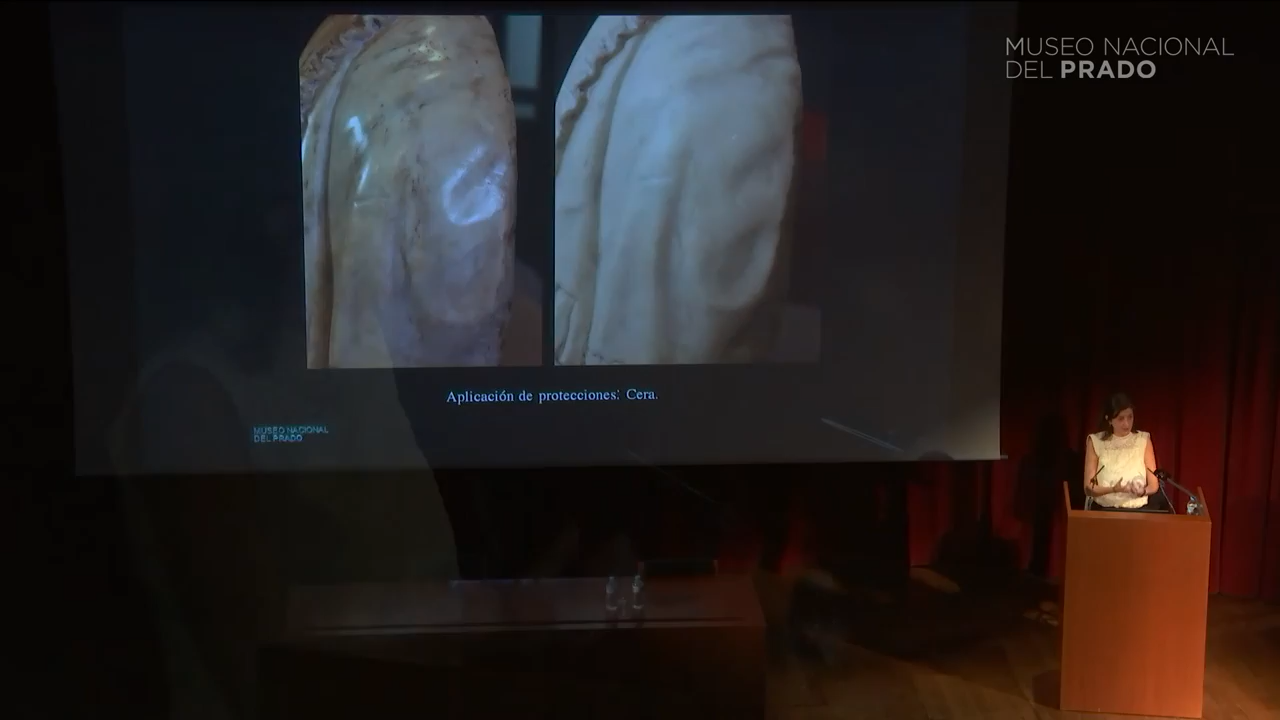 MUSEO NACIONAL
DEL PRADO
Aplicación de protecciones: Cera.
MUSEO NACIONAL
DEL PRADO